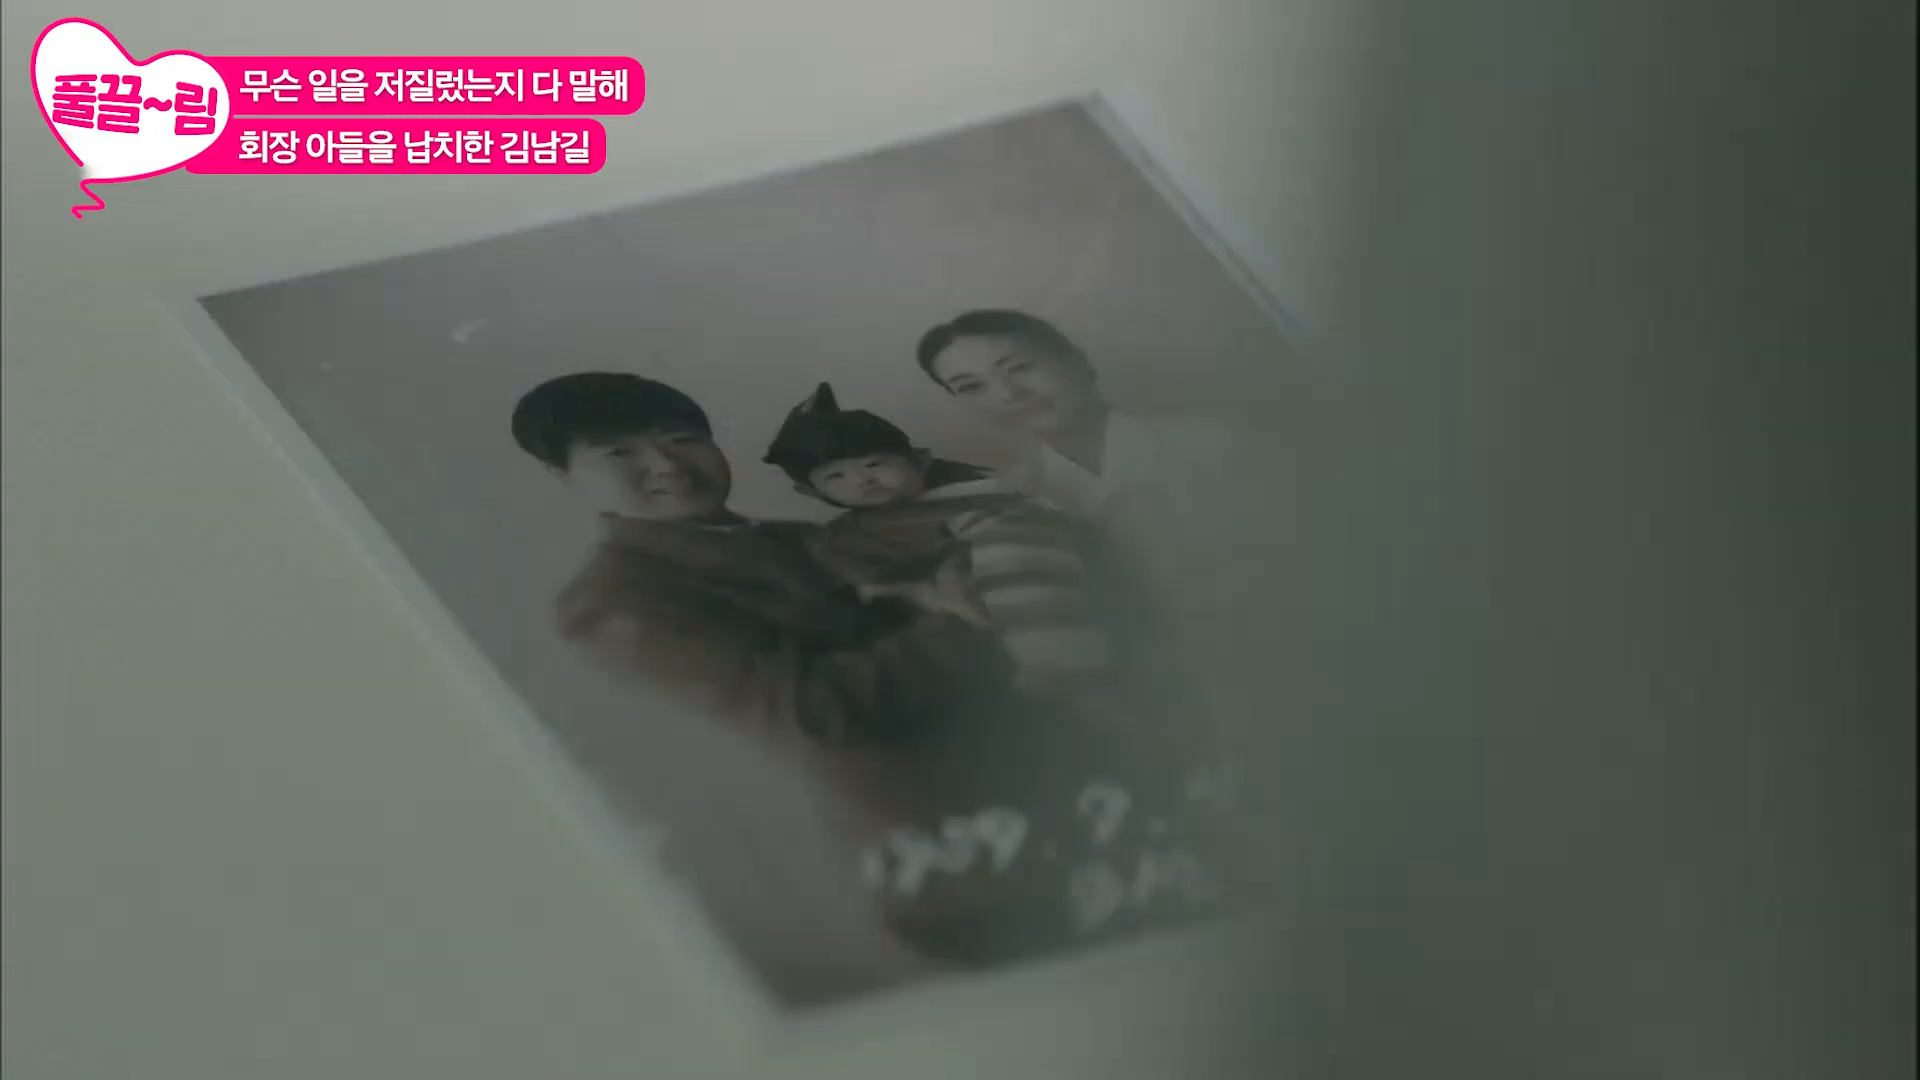 풀끌~림
무슨 일을 저질렀는지 다 말해
회장 아들을 납치한 김남길